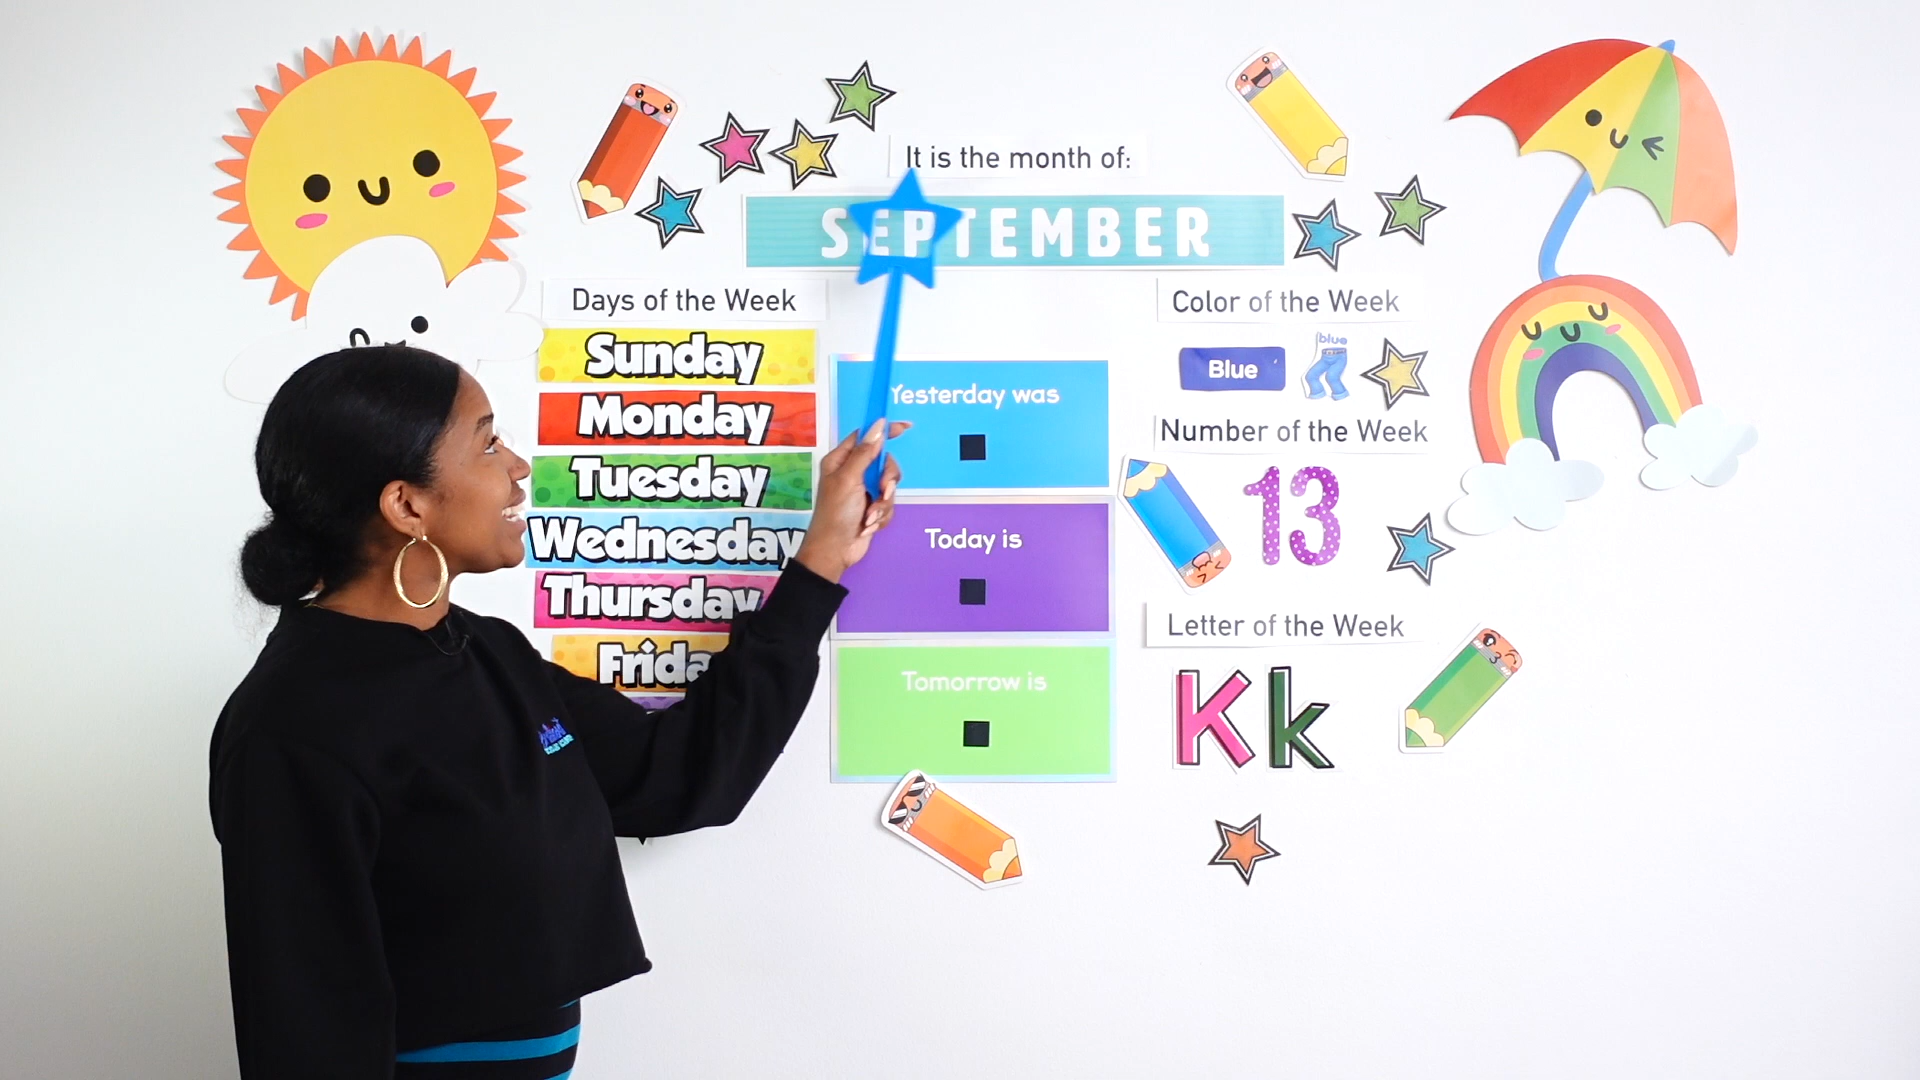 It is the month of:
SEPTEMBER
Days of the Week
Sunday
Monday
Tuesday
Wednesday
Thursday
Frida
Yesterday was
Today is
Tomorrow is
Color of the Week
Blue
blue
Number of the Week
13
Letter of the Week
K k